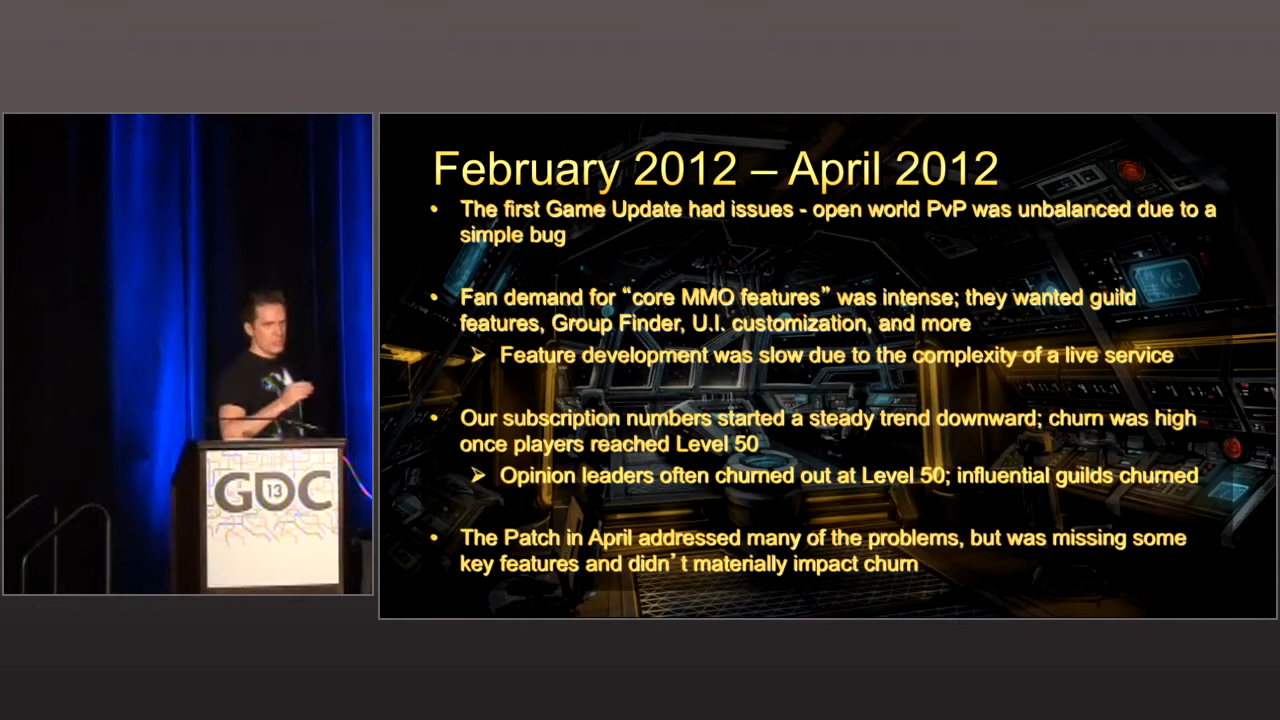 February 2012 – April 2012
• The first Game Update had issues - open world PvP was unbalanced due to a
simple bug
• Fan demand for “core MMO features” was intense; they wanted guild
features, Group Finder, U.I. customization, and more
➢ Feature development was slow due to the complexity of a live service
• Our subscription numbers started a steady trend downward; churn was high
once players reached Level 50
➢ Opinion leaders often churned out at Level 50; influential guilds churned
• The Patch in April addressed many of the problems, but was missing some
key features and didn’t materially impact churn
GDC
13